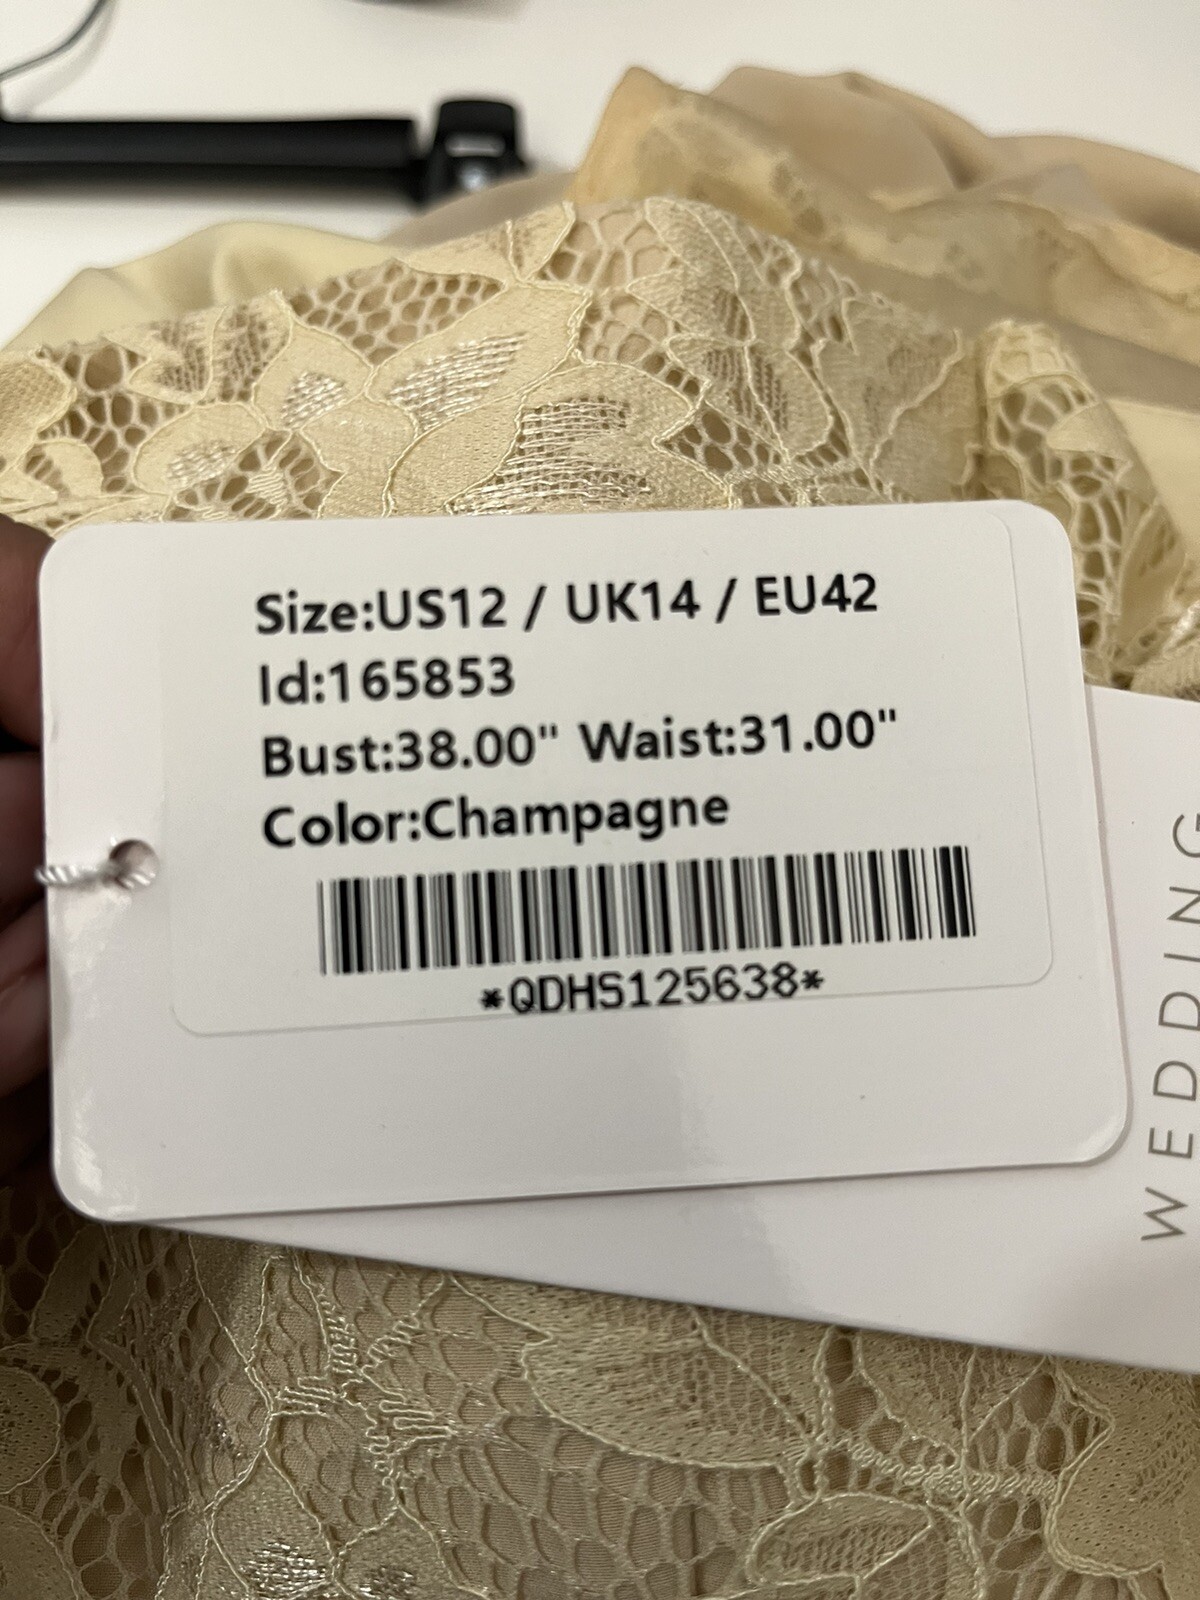 Size:US12 / UK14 / EU42
Id:165853
Bust:38.00" Waist:31.00"
Color:Champagne
*QDHS125638*
WEDDING